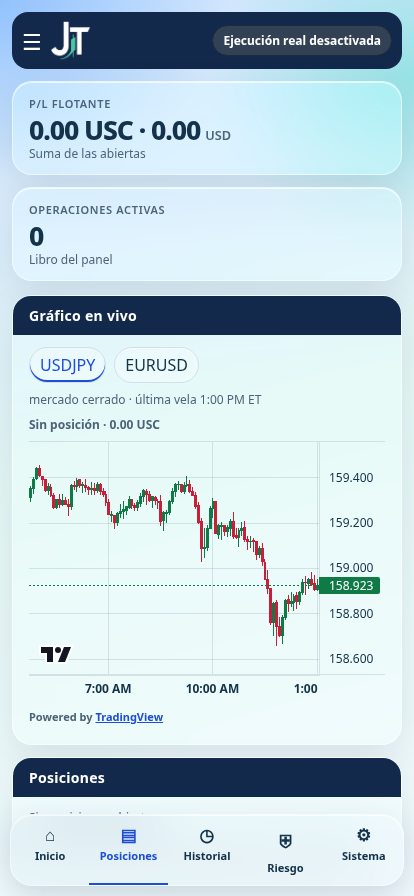 JT
Ejecución real desactivada
P/L FLOTANTE
0.00 USC · 0.00 USD
Suma de las abiertas
OPERACIONES ACTIVAS
0
Libro del panel
Gráfico en vivo
USDJPY EURUSD
mercado cerrado · última vela 1:00 PM ET
Sin posición · 0.00 USC
159.400
159.200
159.000
158.923
158.800
158.600
7:00 AM 10:00 AM 1:00
Powered by TradingView
Posiciones
Inicio Posiciones Historial Riesgo Sistema